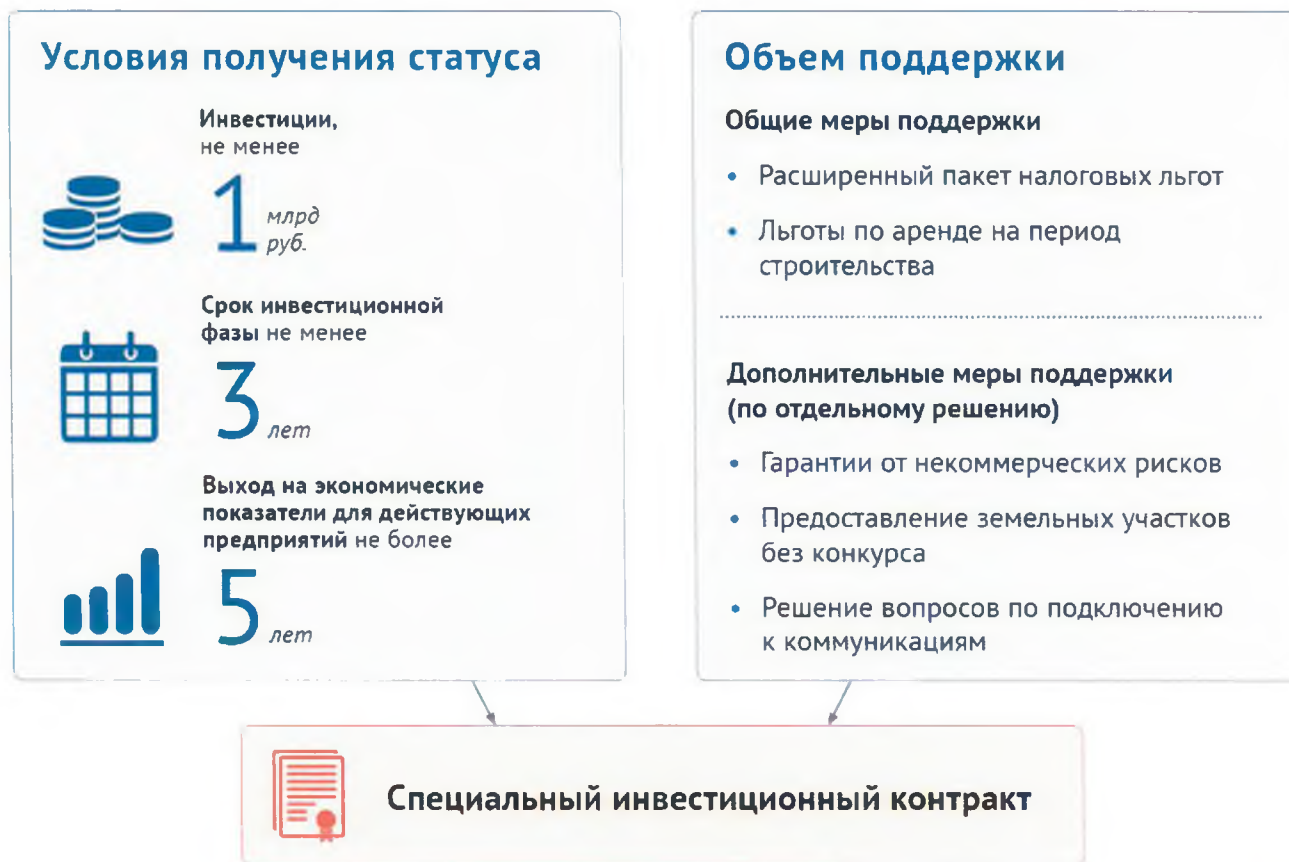 Условия получения статуса
Инвестиции,
не менее
1 млрд
руб.
Срок инвестиционной
фазы не менее
3 лет
Выход на экономические
показатели для действующих
предприятий не более
5 лет
Объем поддержки
Общие меры поддержки
• Расширенный пакет налоговых льгот
• Льготы по аренде на период
строительства
Дополнительные меры поддержки
(по отдельному решению)
• Гарантии от некоммерческих рисков
• Предоставление земельных участков
без конкурса
• Решение вопросов по подключению
к коммуникациям
Специальный инвестиционный контракт